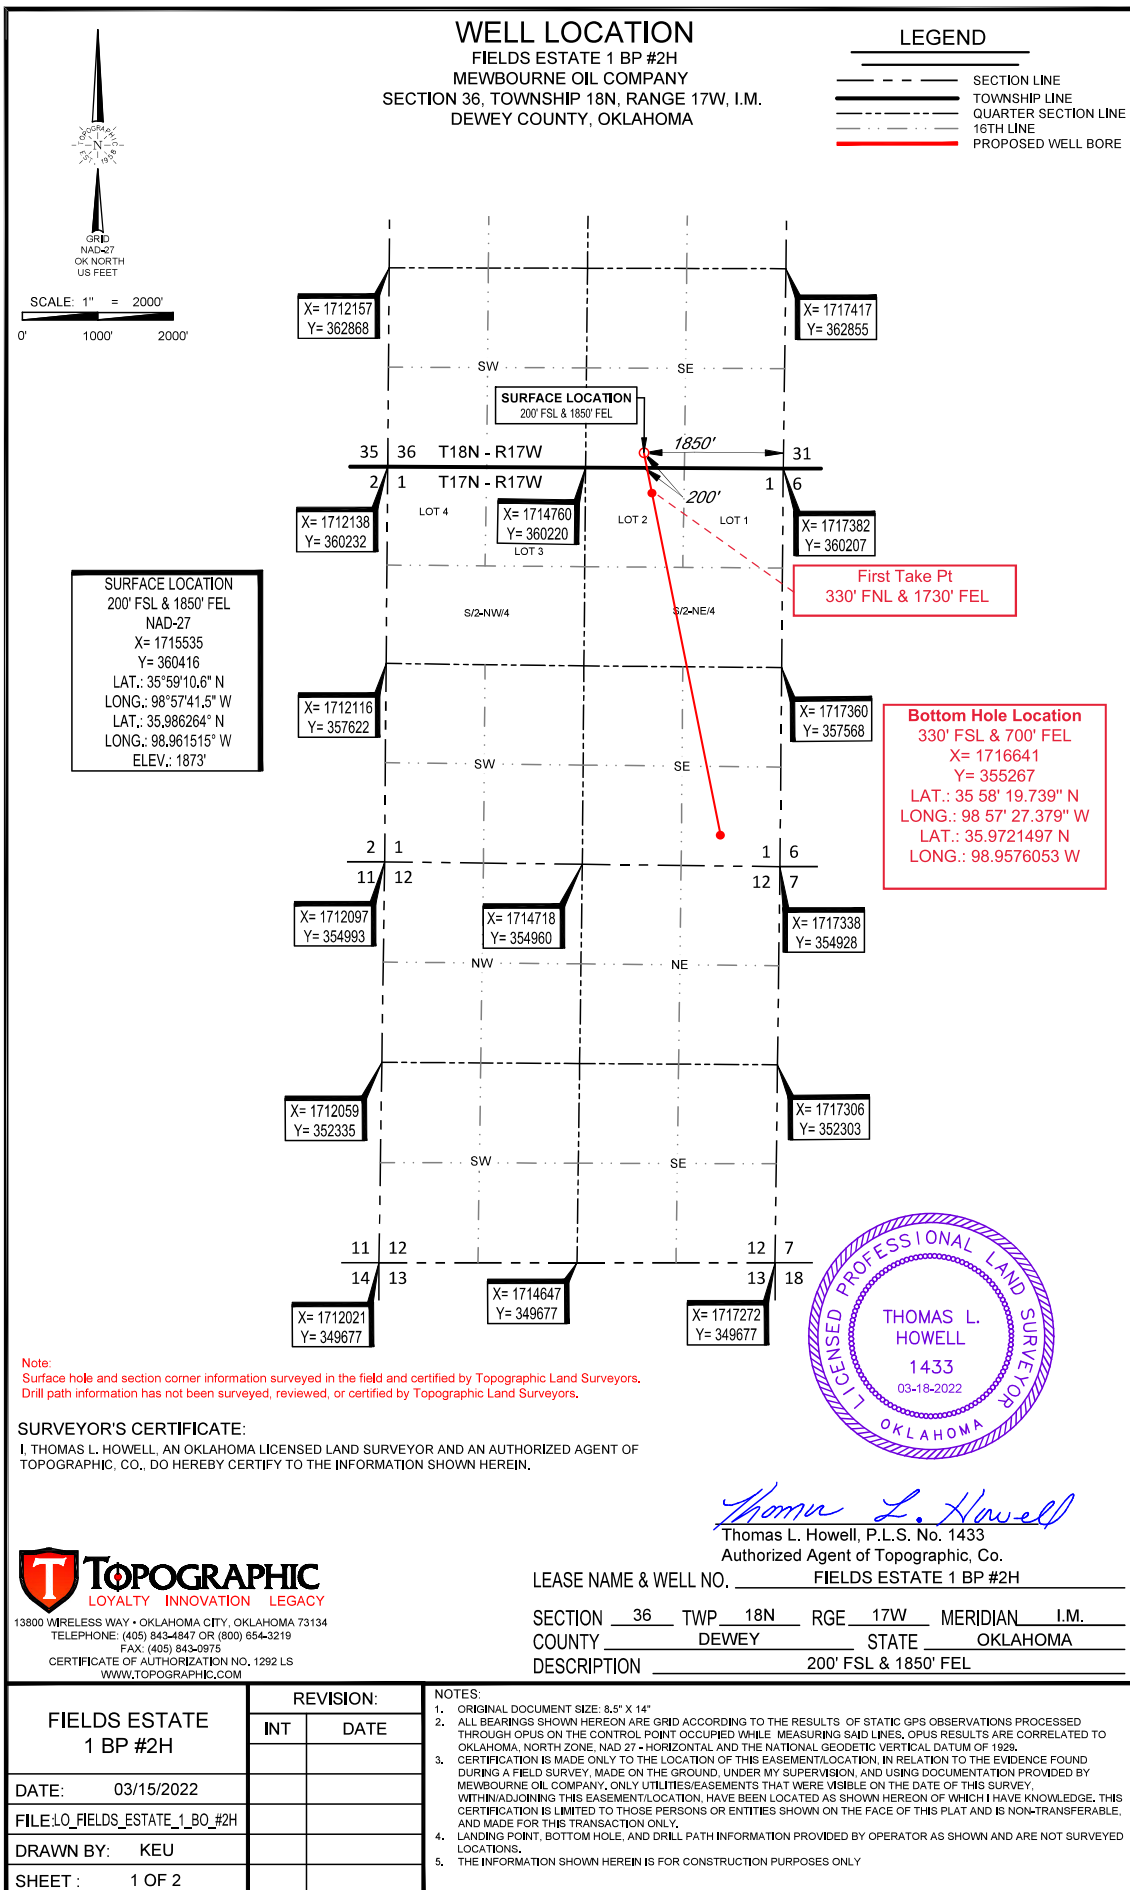 WELL LOCATION
FIELDS ESTATE 1 BP #2H
MEWBOURNE OIL COMPANY
SECTION 36, TOWNSHIP 18N, RANGE 17W, I.M.
DEWEY COUNTY, OKLAHOMA
LEGEND
SECTION LINE
TOWNSHIP LINE
QUARTER SECTION LINE
16TH LINE
PROPOSED WELL BORE
TOPOGRAPHIC
N
EST. 1958
GRID
NAD-27
OK NORTH
US FEET
SCALE: 1" = 2000'
0' 1000' 2000'
X= 1712157
Y= 362868
X= 1717417
Y= 362855
SW SE
SURFACE LOCATION
200' FSL & 1850' FEL
1850'
35 36 T18N - R17W 31
2 1 T17N - R17W 1 6
200'
LOT 4 LOT 3 LOT 2 LOT 1
X= 1712138
Y= 360232
X= 1714760
Y= 360220
X= 1717382
Y= 360207
First Take Pt
330' FNL & 1730' FEL
SURFACE LOCATION
200' FSL & 1850' FEL
NAD-27
X= 1715535
Y= 360416
LAT.: 35°59'10.6" N
LONG.: 98°57'41.5" W
LAT.: 35.986264° N
LONG.: 98.961515° W
ELEV.: 1873'
S/2-NW/4 S/2-NE/4
X= 1712116
Y= 357622
X= 1717360
Y= 357568
Bottom Hole Location
330' FSL & 700' FEL
X= 1716641
Y= 355267
LAT.: 35 58' 19.739" N
LONG.: 98 57' 27.379" W
LAT.: 35.9721497 N
LONG.: 98.9576053 W
SW SE
2 1 1 6
11 12 12 7
X= 1712097
Y= 354993
X= 1714718
Y= 354960
X= 1717338
Y= 354928
NW NE
X= 1712059
Y= 352335
X= 1717306
Y= 352303
SW SE
11 12 12 7
14 13 13 18
X= 1712021
Y= 349677
X= 1714647
Y= 349677
X= 1717272
Y= 349677
LICENSED PROFESSIONAL LAND SURVEYOR
THOMAS L.
HOWELL
1433
03-18-2022
OKLAHOMA
Note:
Surface hole and section corner information surveyed in the field and certified by Topographic Land Surveyors.
Drill path information has not been surveyed, reviewed, or certified by Topographic Land Surveyors.
SURVEYOR'S CERTIFICATE:
I, THOMAS L. HOWELL, AN OKLAHOMA LICENSED LAND SURVEYOR AND AN AUTHORIZED AGENT OF
TOPOGRAPHIC, CO., DO HEREBY CERTIFY TO THE INFORMATION SHOWN HEREIN.
Thomas L. Howell
Thomas L. Howell, P.L.S. No. 1433
Authorized Agent of Topographic, Co.
T TOPOGRAPHIC
LOYALTY INNOVATION LEGACY
13800 WIRELESS WAY • OKLAHOMA CITY, OKLAHOMA 73134
TELEPHONE: (405) 843-4847 OR (800) 654-3219
FAX: (405) 843-0975
CERTIFICATE OF AUTHORIZATION NO. 1292 LS
WWW.TOPOGRAPHIC.COM
LEASE NAME & WELL NO. FIELDS ESTATE 1 BP #2H
SECTION 36 TWP 18N RGE 17W MERIDIAN I.M.
COUNTY DEWEY STATE OKLAHOMA
DESCRIPTION 200' FSL & 1850' FEL
FIELDS ESTATE
1 BP #2H
REVISION:
INT DATE
DATE: 03/15/2022
FILE:LO_FIELDS_ESTATE_1_BO_#2H
DRAWN BY: KEU
SHEET : 1 OF 2
NOTES:
1. ORIGINAL DOCUMENT SIZE: 8.5" X 14"
2. ALL BEARINGS SHOWN HEREON ARE GRID ACCORDING TO THE RESULTS OF STATIC GPS OBSERVATIONS PROCESSED
THROUGH OPUS ON THE CONTROL POINT OCCUPIED WHILE MEASURING SAID LINES. OPUS RESULTS ARE CORRELATED TO
OKLAHOMA, NORTH ZONE, NAD 27 - HORIZONTAL AND THE NATIONAL GEODETIC VERTICAL DATUM OF 1929.
3. CERTIFICATION IS MADE ONLY TO THE LOCATION OF THIS EASEMENT/LOCATION, IN RELATION TO THE EVIDENCE FOUND
DURING A FIELD SURVEY, MADE ON THE GROUND, UNDER MY SUPERVISION, AND USING DOCUMENTATION PROVIDED BY
MEWBOURNE OIL COMPANY. ONLY UTILITIES/EASEMENTS THAT WERE VISIBLE ON THE DATE OF THIS SURVEY,
WITHIN/ADJOINING THIS EASEMENT/LOCATION, HAVE BEEN LOCATED AS SHOWN HEREON OF WHICH I HAVE KNOWLEDGE. THIS
CERTIFICATION IS LIMITED TO THOSE PERSONS OR ENTITIES SHOWN ON THE FACE OF THIS PLAT AND IS NON-TRANSFERABLE,
AND MADE FOR THIS TRANSACTION ONLY.
4. LANDING POINT, BOTTOM HOLE, AND DRILL PATH INFORMATION PROVIDED BY OPERATOR AS SHOWN AND ARE NOT SURVEYED
LOCATIONS.
5. THE INFORMATION SHOWN HEREIN IS FOR CONSTRUCTION PURPOSES ONLY